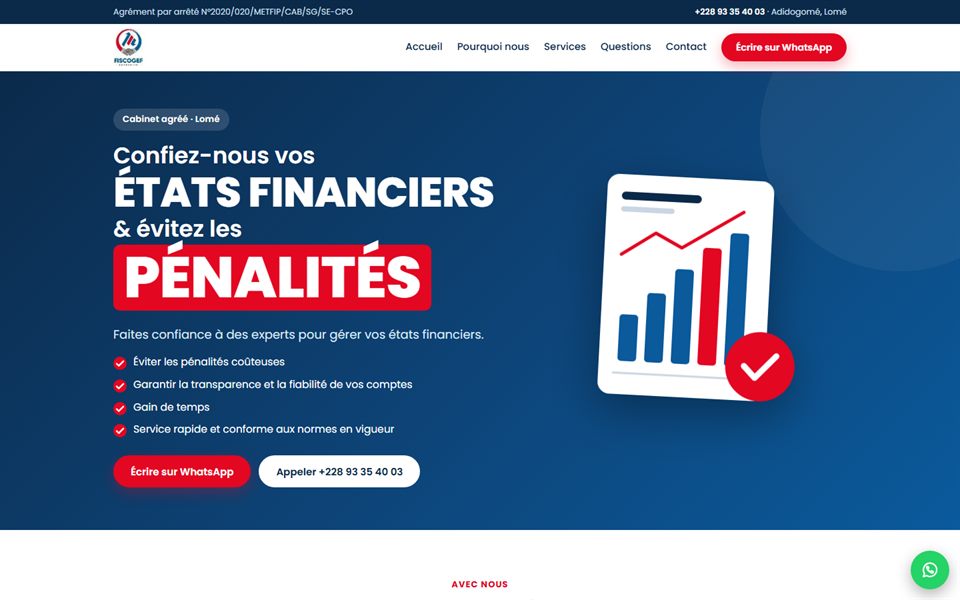 Agrément par arrêté N°2020/020/METFIP/CAB/SG/SE-CPO
+228 93 35 40 03 · Adidogomé, Lomé
FISCOGEF
Accueil
Pourquoi nous
Services
Questions
Contact
Écrire sur WhatsApp
Cabinet agréé · Lomé
Confiez-nous vos
ÉTATS FINANCIERS
& évitez les
PÉNALITÉS
Faites confiance à des experts pour gérer vos états financiers.
Éviter les pénalités coûteuses
Garantir la transparence et la fiabilité de vos comptes
Gain de temps
Service rapide et conforme aux normes en vigueur
Écrire sur WhatsApp
Appeler +228 93 35 40 03
AVEC NOUS